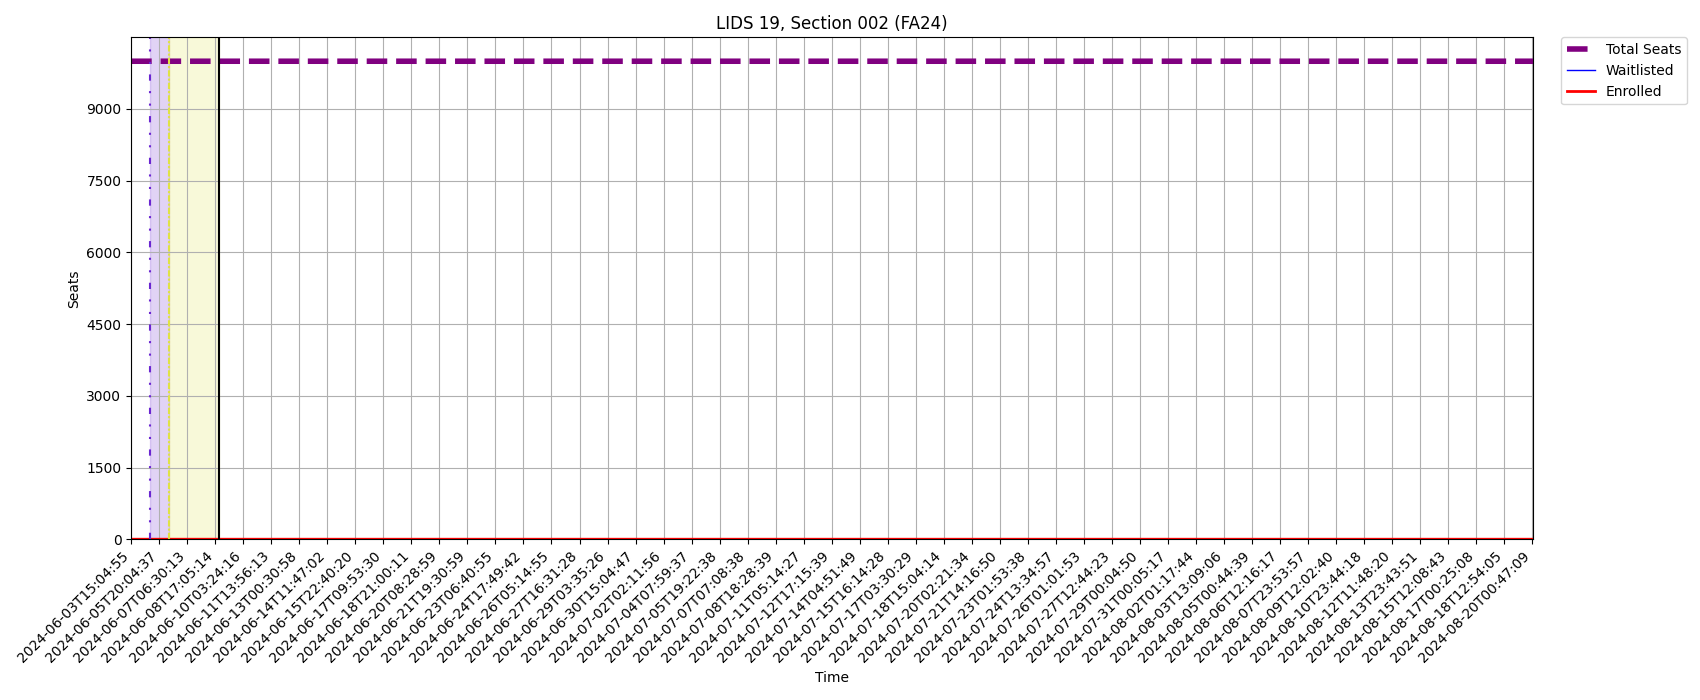 LIDS 19, Section 002 (FA24)
Total Seats
Waitlisted
Enrolled
Seats
9000
7500
6000
4500
3000
1500
0
2024-06-03T15:04:55
2024-06-05T20:04:37
2024-06-07T06:30:13
2024-06-08T17:05:14
2024-06-10T03:24:16
2024-06-11T13:56:13
2024-06-13T00:30:58
2024-06-14T11:47:02
2024-06-15T22:40:20
2024-06-17T09:53:30
2024-06-18T21:00:11
2024-06-20T08:28:59
2024-06-21T19:30:59
2024-06-23T06:40:55
2024-06-24T17:49:42
2024-06-26T05:14:55
2024-06-27T16:31:28
2024-06-29T03:35:26
2024-06-30T15:04:47
2024-07-02T02:11:56
2024-07-04T07:59:37
2024-07-05T19:22:38
2024-07-07T07:08:38
2024-07-08T18:28:39
2024-07-11T05:14:27
2024-07-12T17:15:39
2024-07-14T04:51:49
2024-07-15T16:14:28
2024-07-17T03:30:29
2024-07-18T15:04:14
2024-07-20T02:21:34
2024-07-21T14:16:50
2024-07-23T01:53:38
2024-07-24T13:34:57
2024-07-26T01:01:53
2024-07-27T12:44:23
2024-07-29T00:04:50
2024-07-31T00:05:17
2024-08-02T01:17:44
2024-08-03T13:09:06
2024-08-05T00:44:39
2024-08-06T12:16:17
2024-08-07T23:53:57
2024-08-09T12:02:40
2024-08-10T23:44:18
2024-08-12T11:48:20
2024-08-13T23:43:51
2024-08-15T12:08:43
2024-08-17T00:25:08
2024-08-18T12:54:05
2024-08-20T00:47:09
Time